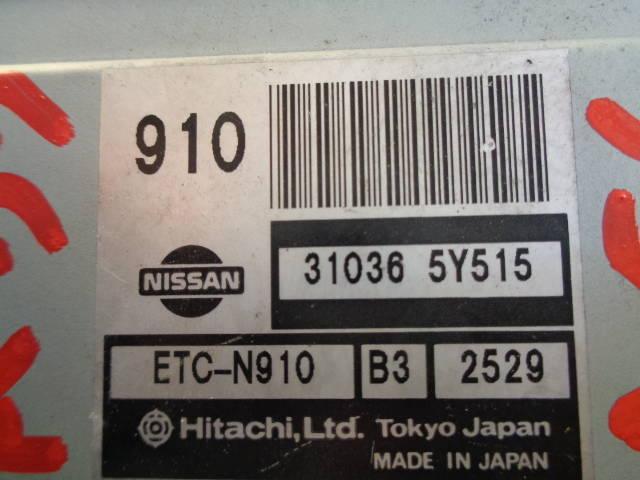 910
NISSAN
31036 5Y515
ETC-N910 B3 2529
Hitachi, Ltd. Tokyo Japan
MADE IN JAPAN